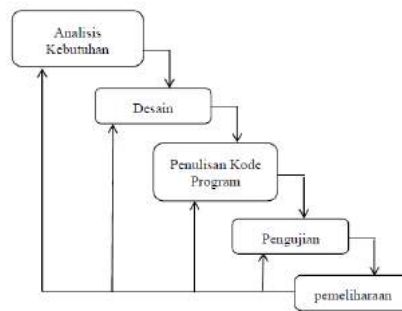 Analisis
Kebutuhan
Desain
Penulisan Kode
Program
Pengujian
pemeliharaan